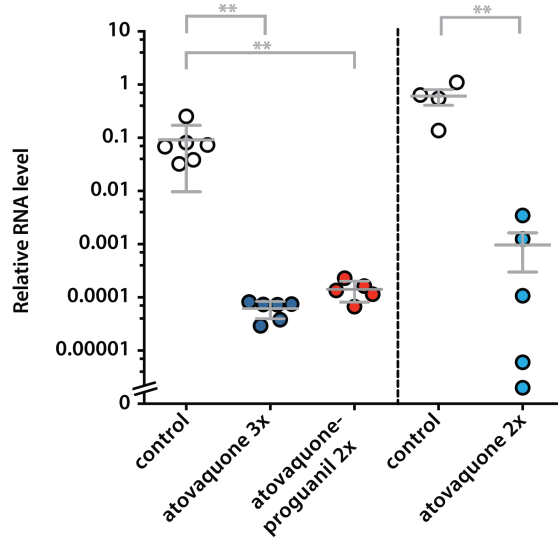 **
**
**
Relative RNA level
10
1
0.1
0.01
0.001
0.0001
0.00001
0
control
atovaquone 3x
atovaquone-
proguanil 2x
control
atovaquone 2x